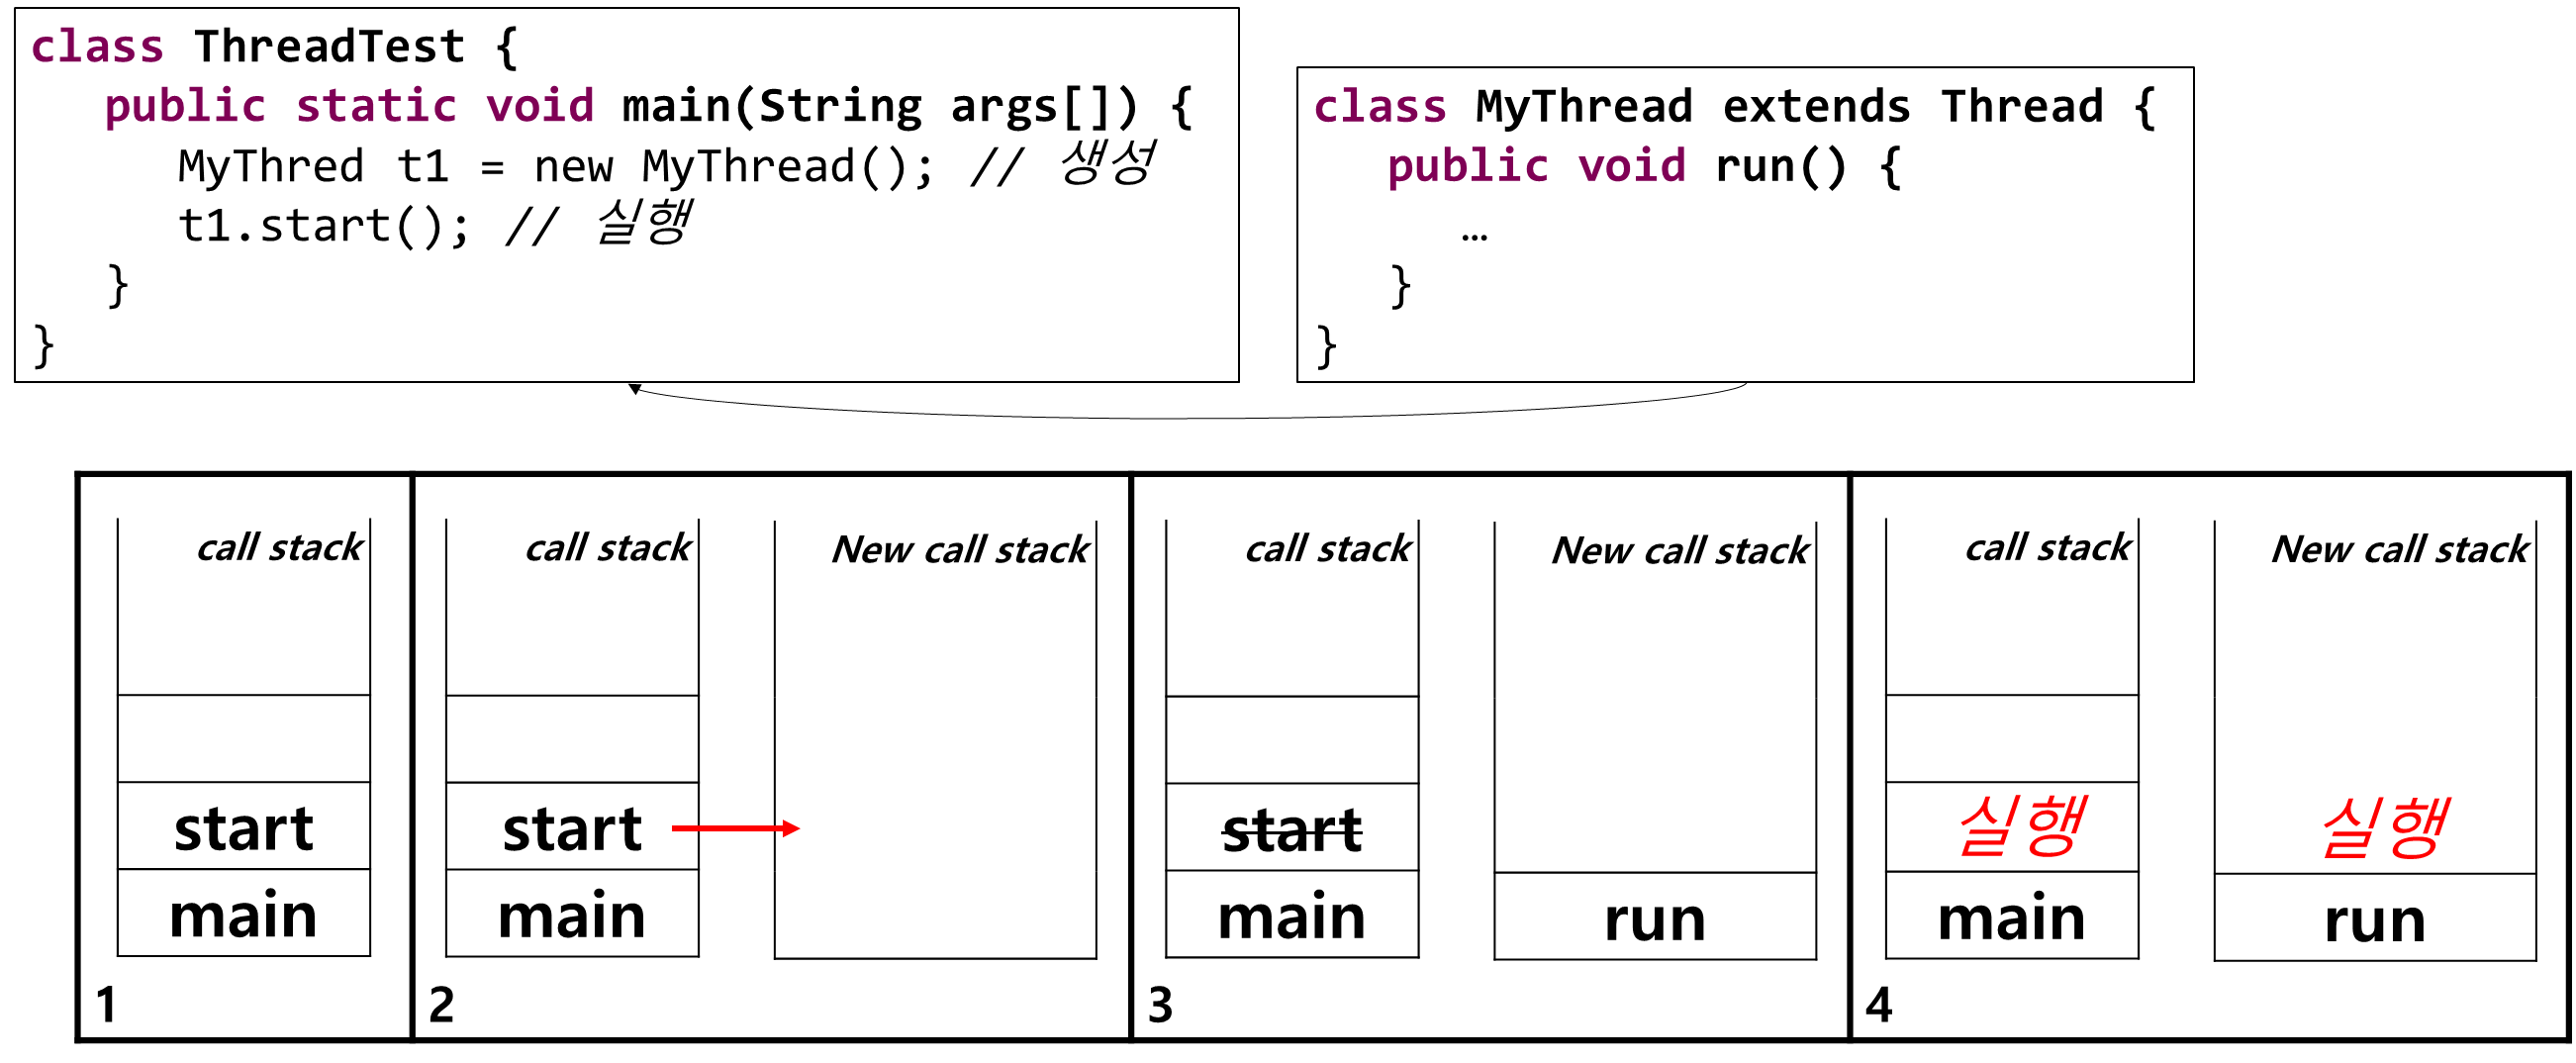 class ThreadTest {
public static void main(String args[]) {
MyThred t1 = new MyThread(); // 생성
t1.start(); // 실행
}
}
class MyThread extends Thread {
public void run() {
…
}
}
call stack
start
main
1
call stack
New call stack
start
main
2
call stack
New call stack
start
main
run
3
call stack
New call stack
실행
실행
main
run
4